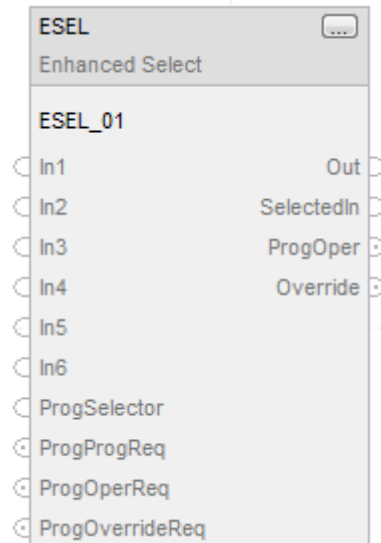 ESEL ...
Enhanced Select
ESEL_01
In1 Out
In2 SelectedIn
In3 ProgOper
In4 Override
In5
In6
ProgSelector
ProgProgReq
ProgOperReq
ProgOverrideReq